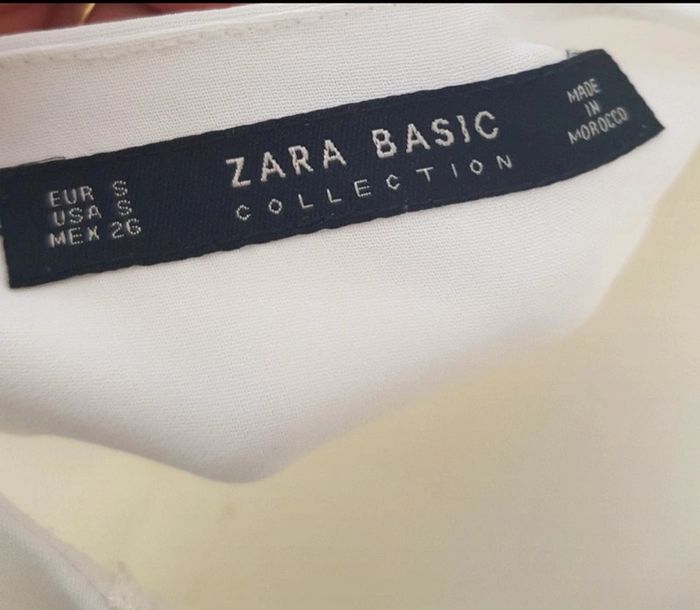 EUR S
USA S
MEX 26
ZARA BASIC
COLLECTION
MADE
IN
MOROCCO